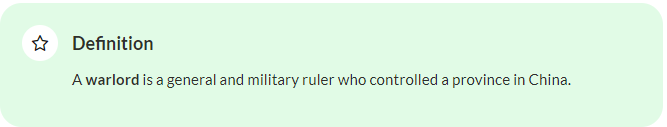 Definition
A warlord is a general and military ruler who controlled a province in China.